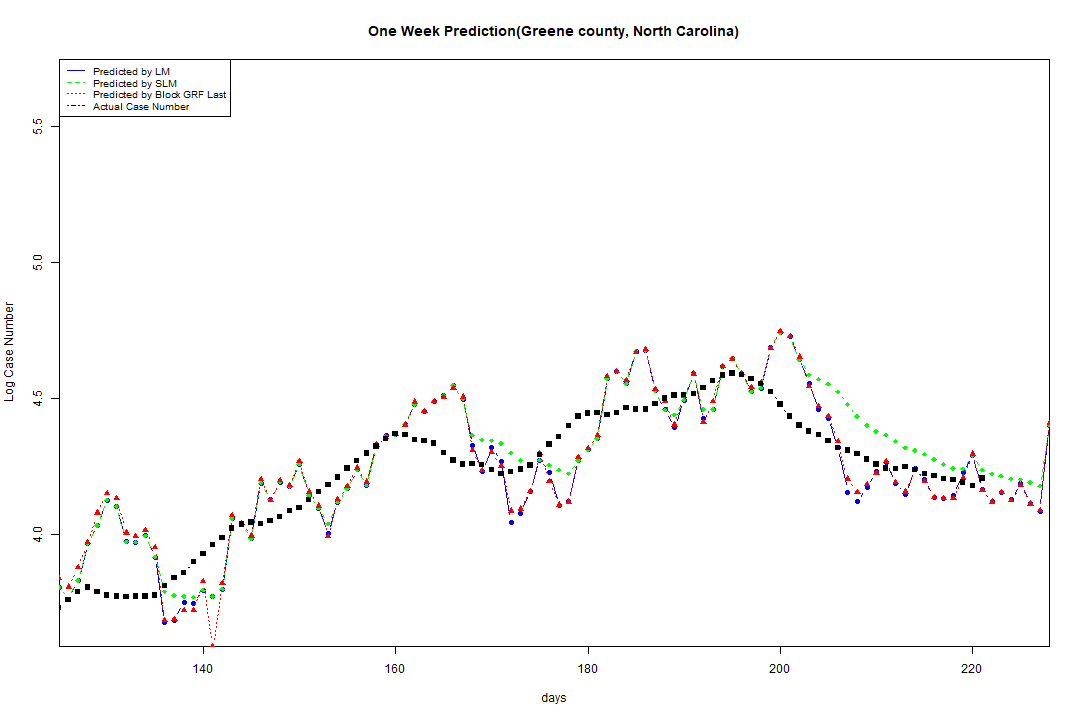 One Week Prediction(Greene county, North Carolina)
Predicted by LM
Predicted by SLM
Predicted by Block GRF Last
Actual Case Number
5.5
5.0
4.5
4.0
Log Case Number
140 160 180 200 220
days